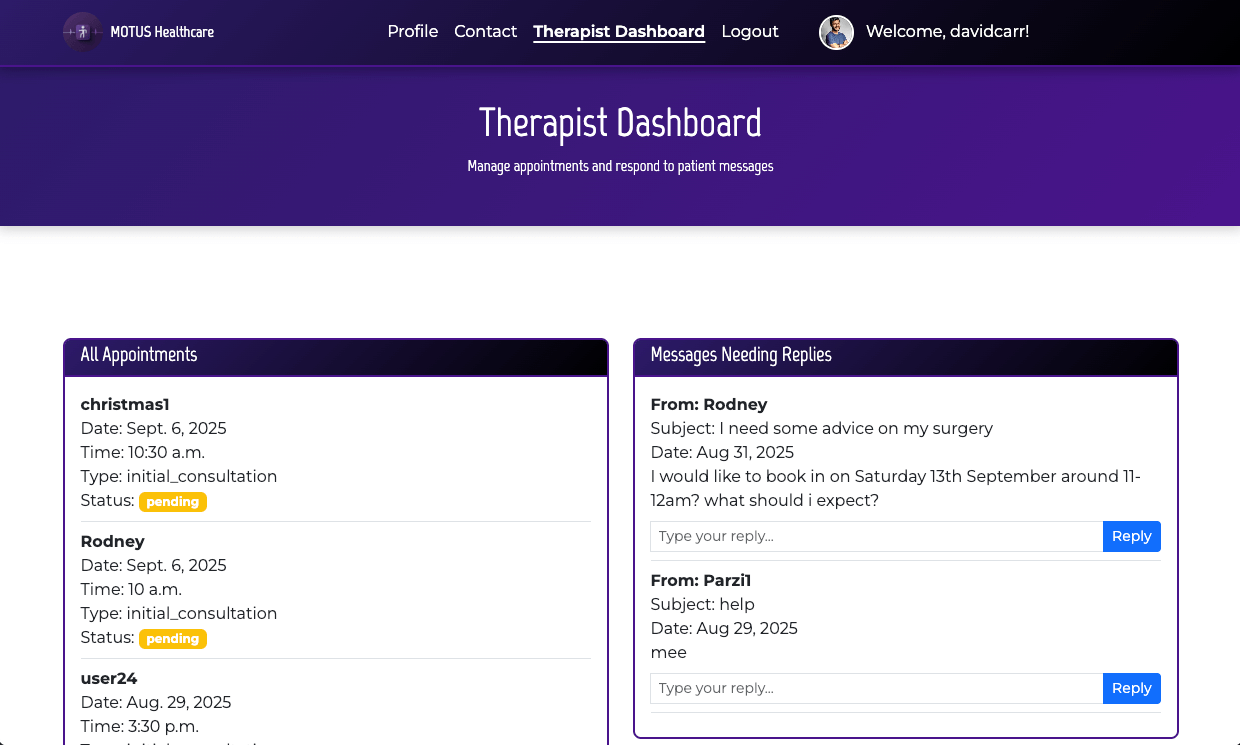 MOTUS Healthcare
Profile
Contact
Therapist Dashboard
Logout
Welcome, davidcarr!
Therapist Dashboard
Manage appointments and respond to patient messages
All Appointments
christmas1
Date: Sept. 6, 2025
Time: 10:30 a.m.
Type: initial_consultation
Status: pending
Rodney
Date: Sept. 6, 2025
Time: 10 a.m.
Type: initial_consultation
Status: pending
user24
Date: Aug. 29, 2025
Time: 3:30 p.m.
Messages Needing Replies
From: Rodney
Subject: I need some advice on my surgery
Date: Aug 31, 2025
I would like to book in on Saturday 13th September around 11-
12am? what should i expect?
Type your reply...
Reply
From: Parzi1
Subject: help
Date: Aug 29, 2025
mee
Type your reply...
Reply